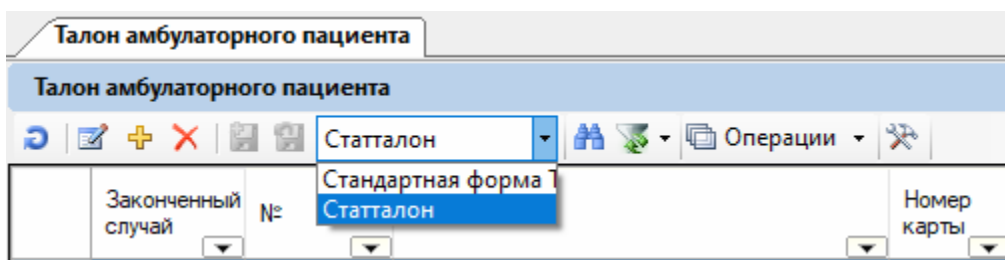 Талон амбулаторного пациента
Талон амбулаторного пациента
Статталон
Операции
Стандартная форма Т
Статталон
Законченный случай
№
Номер карты